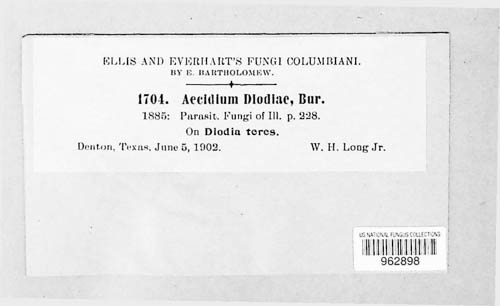 ELLIS AND EVERHART'S FUNGI COLUMBIANI.
BY E. BARTHOLOMEW.
1704. Aecidium Diodiae, Bur.
1885: Parasit. Fungi of Ill. p. 228.
On Diodia teres.
Denton, Texas, June 5, 1902. W. H. Long Jr.
US NATIONAL FUNGUS COLLECTIONS
962898